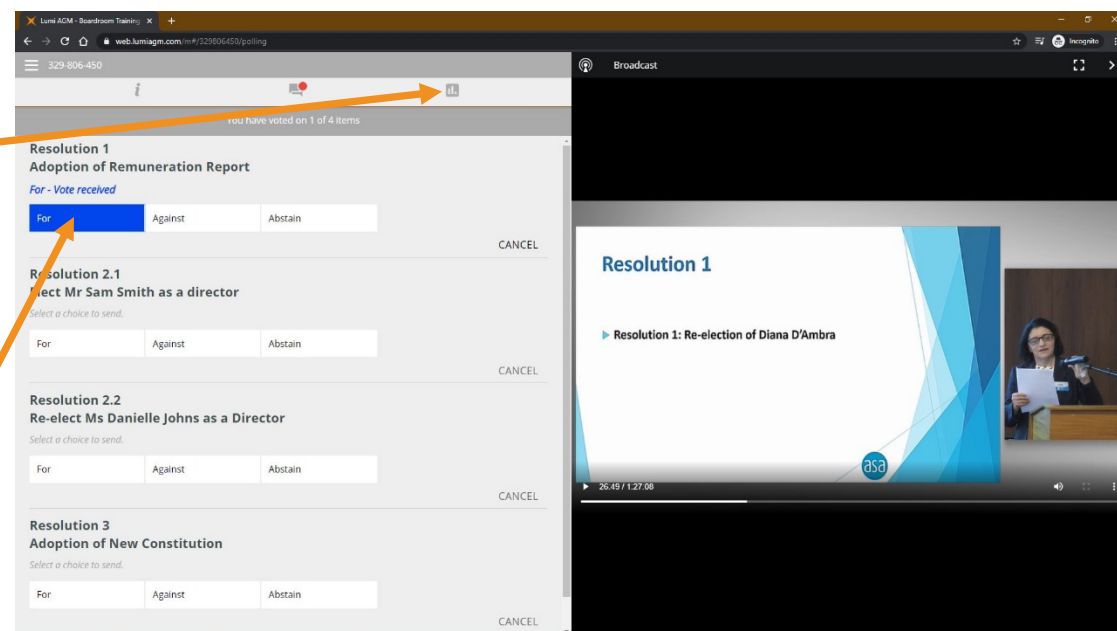 Lumi AGM - Boardroom Training
web.lumiagm.com/m#/329806450/polling
Incognito
329-806-450
Broadcast
i
You have voted on 1 of 4 items
Resolution 1
Adoption of Remuneration Report
For - Vote received
For Against Abstain
CANCEL
Resolution 2.1
Elect Mr Sam Smith as a director
Select a choice to send.
For Against Abstain
CANCEL
Resolution 2.2
Re-elect Ms Danielle Johns as a Director
Select a choice to send.
For Against Abstain
CANCEL
Resolution 3
Adoption of New Constitution
Select a choice to send.
For Against Abstain
CANCEL
Resolution 1
Resolution 1: Re-election of Diana D'Ambra
asa
26:49 / 1:27:08